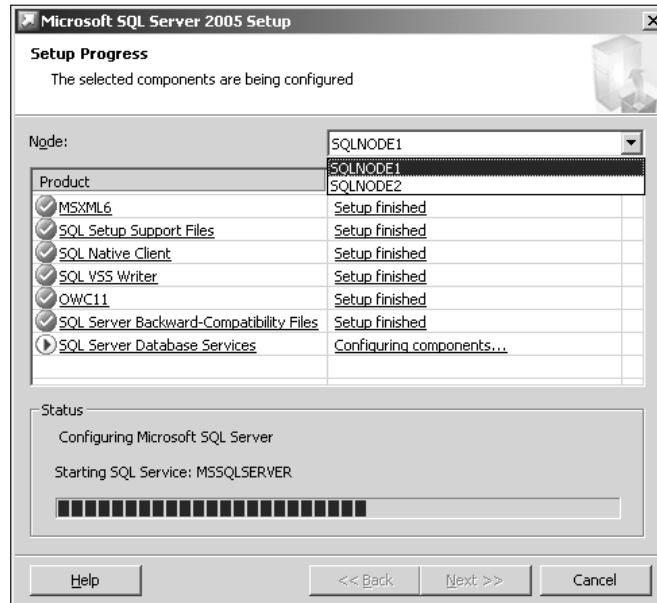 Microsoft SQL Server 2005 Setup
Setup Progress
The selected components are being configured
Node:
SQLNODE1
SQLNODE1
SQLNODE2
Product
MSXML6 Setup finished
SQL Setup Support Files Setup finished
SQL Native Client Setup finished
SQL VSS Writer Setup finished
OWC11 Setup finished
SQL Server Backward-Compatibility Files Setup finished
SQL Server Database Services Configuring components...
Status
Configuring Microsoft SQL Server
Starting SQL Service: MSSQLSERVER
Help << Back Next >> Cancel